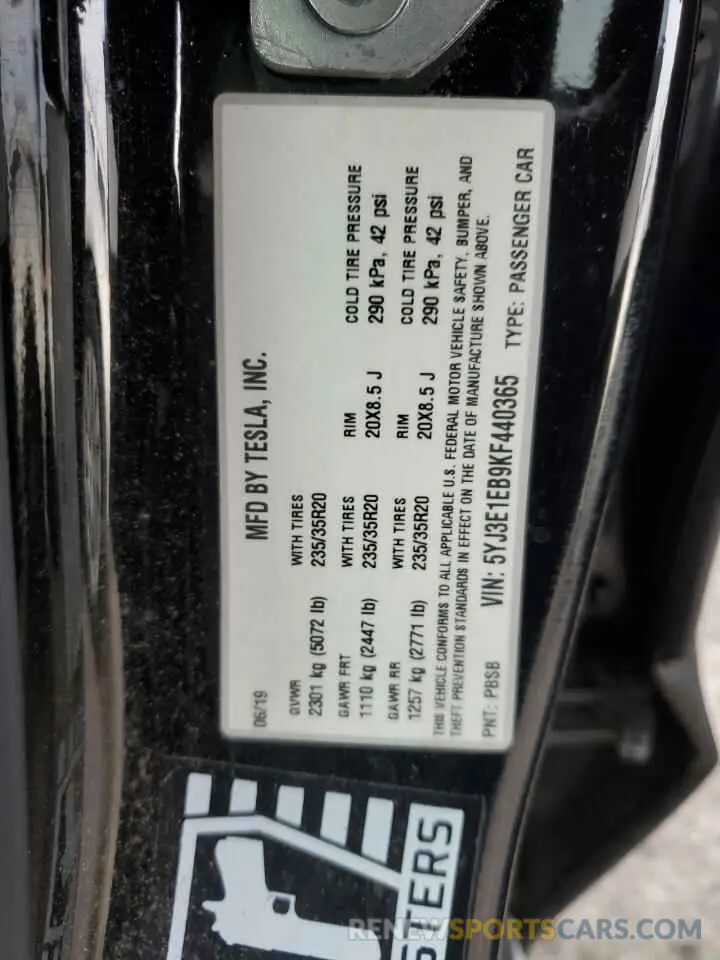 MFD BY TESLA, INC.
06/19
GVWR
2301 kg (5072 lb)
WITH TIRES
235/35R20
GAWR FRT
1110 kg (2447 lb)
WITH TIRES
235/35R20
RIM
20X8.5 J
COLD TIRE PRESSURE
290 kPa, 42 psi
GAWR RR
1257 kg (2771 lb)
WITH TIRES
235/35R20
RIM
20X8.5 J
COLD TIRE PRESSURE
290 kPa, 42 psi
THIS VEHICLE CONFORMS TO ALL APPLICABLE U.S. FEDERAL MOTOR VEHICLE SAFETY, BUMPER, AND
THEFT PREVENTION STANDARDS IN EFFECT ON THE DATE OF MANUFACTURE SHOWN ABOVE.
PNT: PBSB VIN: 5YJ3E1EB9KF440365 TYPE: PASSENGER CAR
STERS
RENEWSPORTSCARS.COM